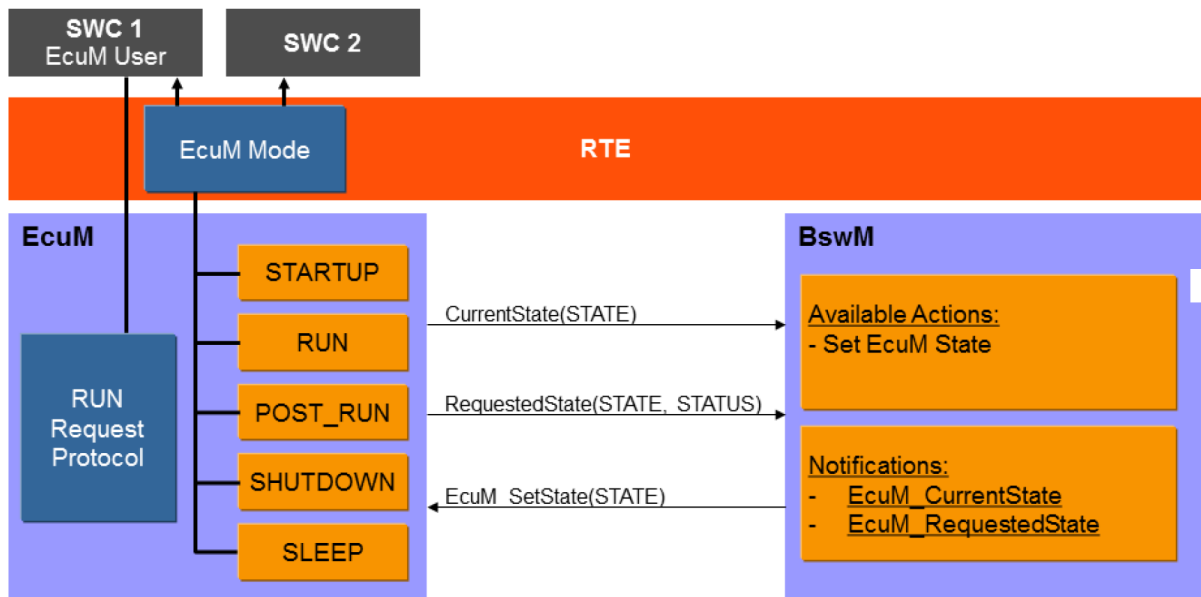 SWC 1
EcuM User
SWC 2
EcuM Mode
RTE
EcuM
STARTUP
RUN
POST_RUN
SHUTDOWN
SLEEP
RUN
Request
Protocol
CurrentState(STATE)
RequestedState(STATE, STATUS)
EcuM_SetState(STATE)
BswM
Available Actions:
- Set EcuM State
Notifications:
- EcuM_CurrentState
- EcuM_RequestedState